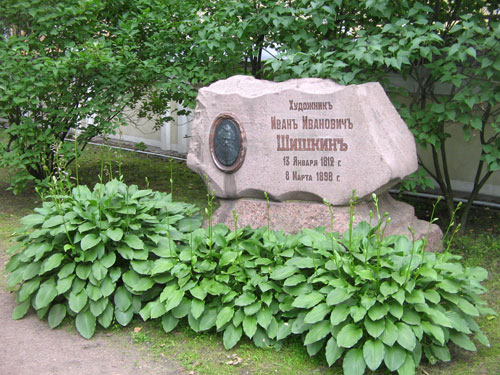 Художникъ
Иванъ Ивановичъ
Шишкинъ
13 Января 1832 г.
8 Марта 1898 г.